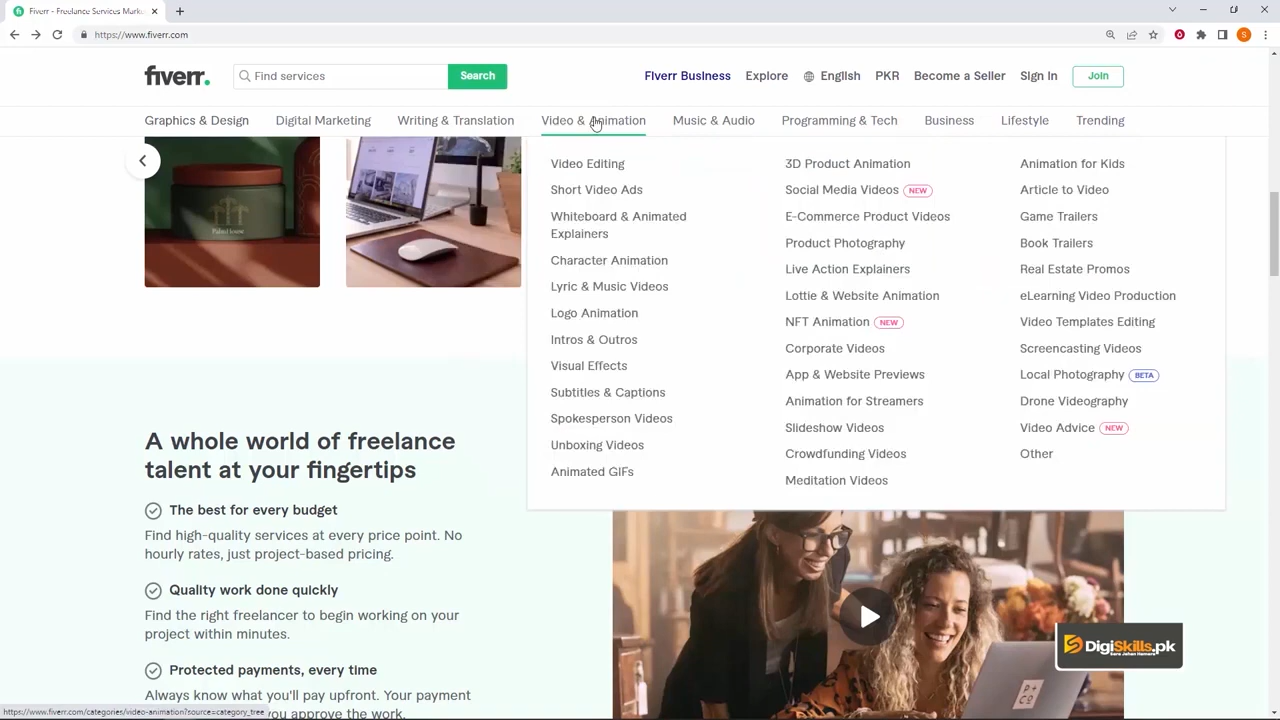 Fiverr - Freelance Services Mark
https://www.fiverr.com
S
fiverr.
Find services
Search
Fiverr Business
Explore
English
PKR
Become a Seller
Sign In
Join
Graphics & Design
Digital Marketing
Writing & Translation
Video & Animation
Music & Audio
Programming & Tech
Business
Lifestyle
Trending
Video Editing
Short Video Ads
Whiteboard & Animated
Explainers
Character Animation
Lyric & Music Videos
Logo Animation
Intros & Outros
Visual Effects
Subtitles & Captions
Spokesperson Videos
Unboxing Videos
Animated GIFs
3D Product Animation
Social Media Videos NEW
E-Commerce Product Videos
Product Photography
Live Action Explainers
Lottie & Website Animation
NFT Animation NEW
Corporate Videos
App & Website Previews
Animation for Streamers
Slideshow Videos
Crowdfunding Videos
Meditation Videos
Animation for Kids
Article to Video
Game Trailers
Book Trailers
Real Estate Promos
eLearning Video Production
Video Templates Editing
Screencasting Videos
Local Photography BETA
Drone Videography
Video Advice NEW
Other
A whole world of freelance
talent at your fingertips
The best for every budget
Find high-quality services at every price point. No
hourly rates, just project-based pricing.
Quality work done quickly
Find the right freelancer to begin working on your
project within minutes.
Protected payments, every time
Always know what you'll pay upfront. Your payment
you approve the work.
DigiSkills.pk
https://www.fiverr.com/categories/video-animation?source=category_tree